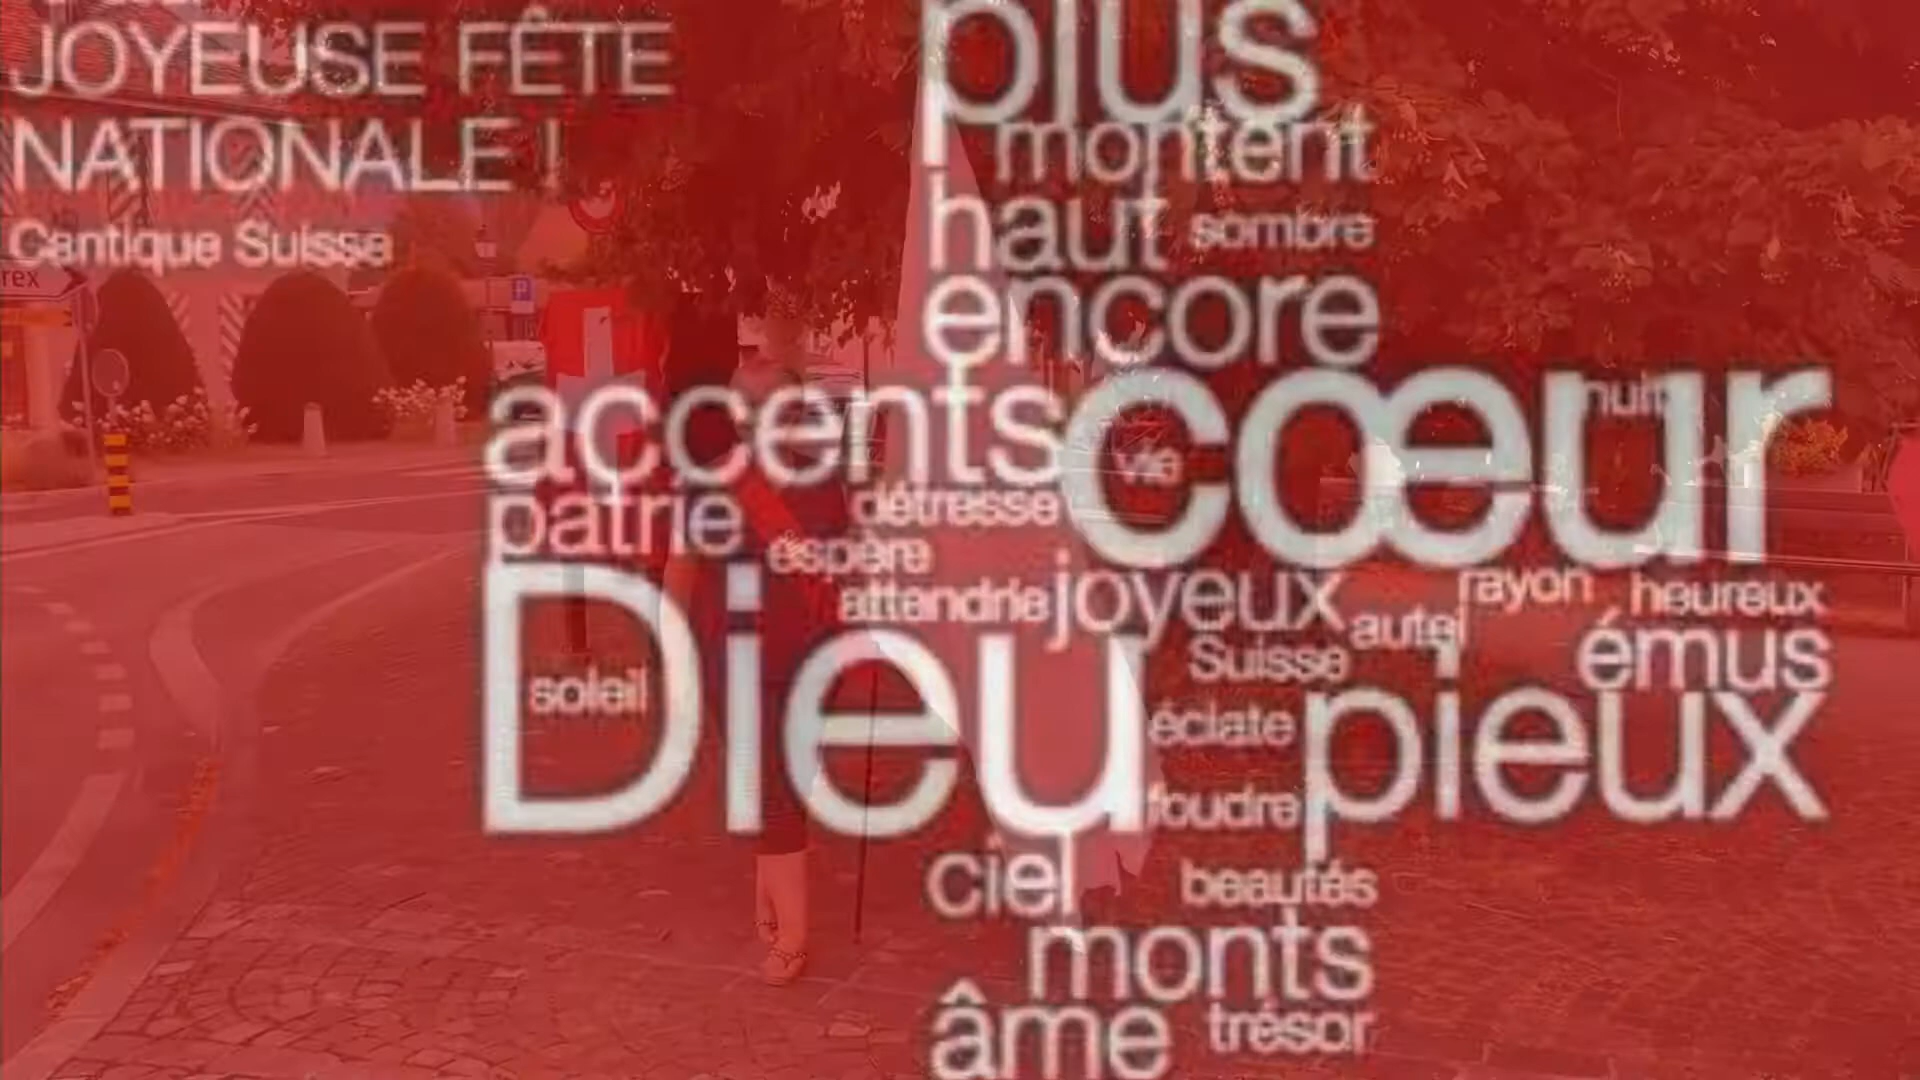 JOYEUSE FÊTE
NATIONALE !
Cantique Suisse
rex
P
plus
montent
haut sombre
encore
accents cœur
nuit
vie
patrie détresse
espère
attendrie joyeux rayon heureux
autel
Dieu Suisse émus
soleil
éclate pieux
foudre
ciel beautés
monts
âme trésor